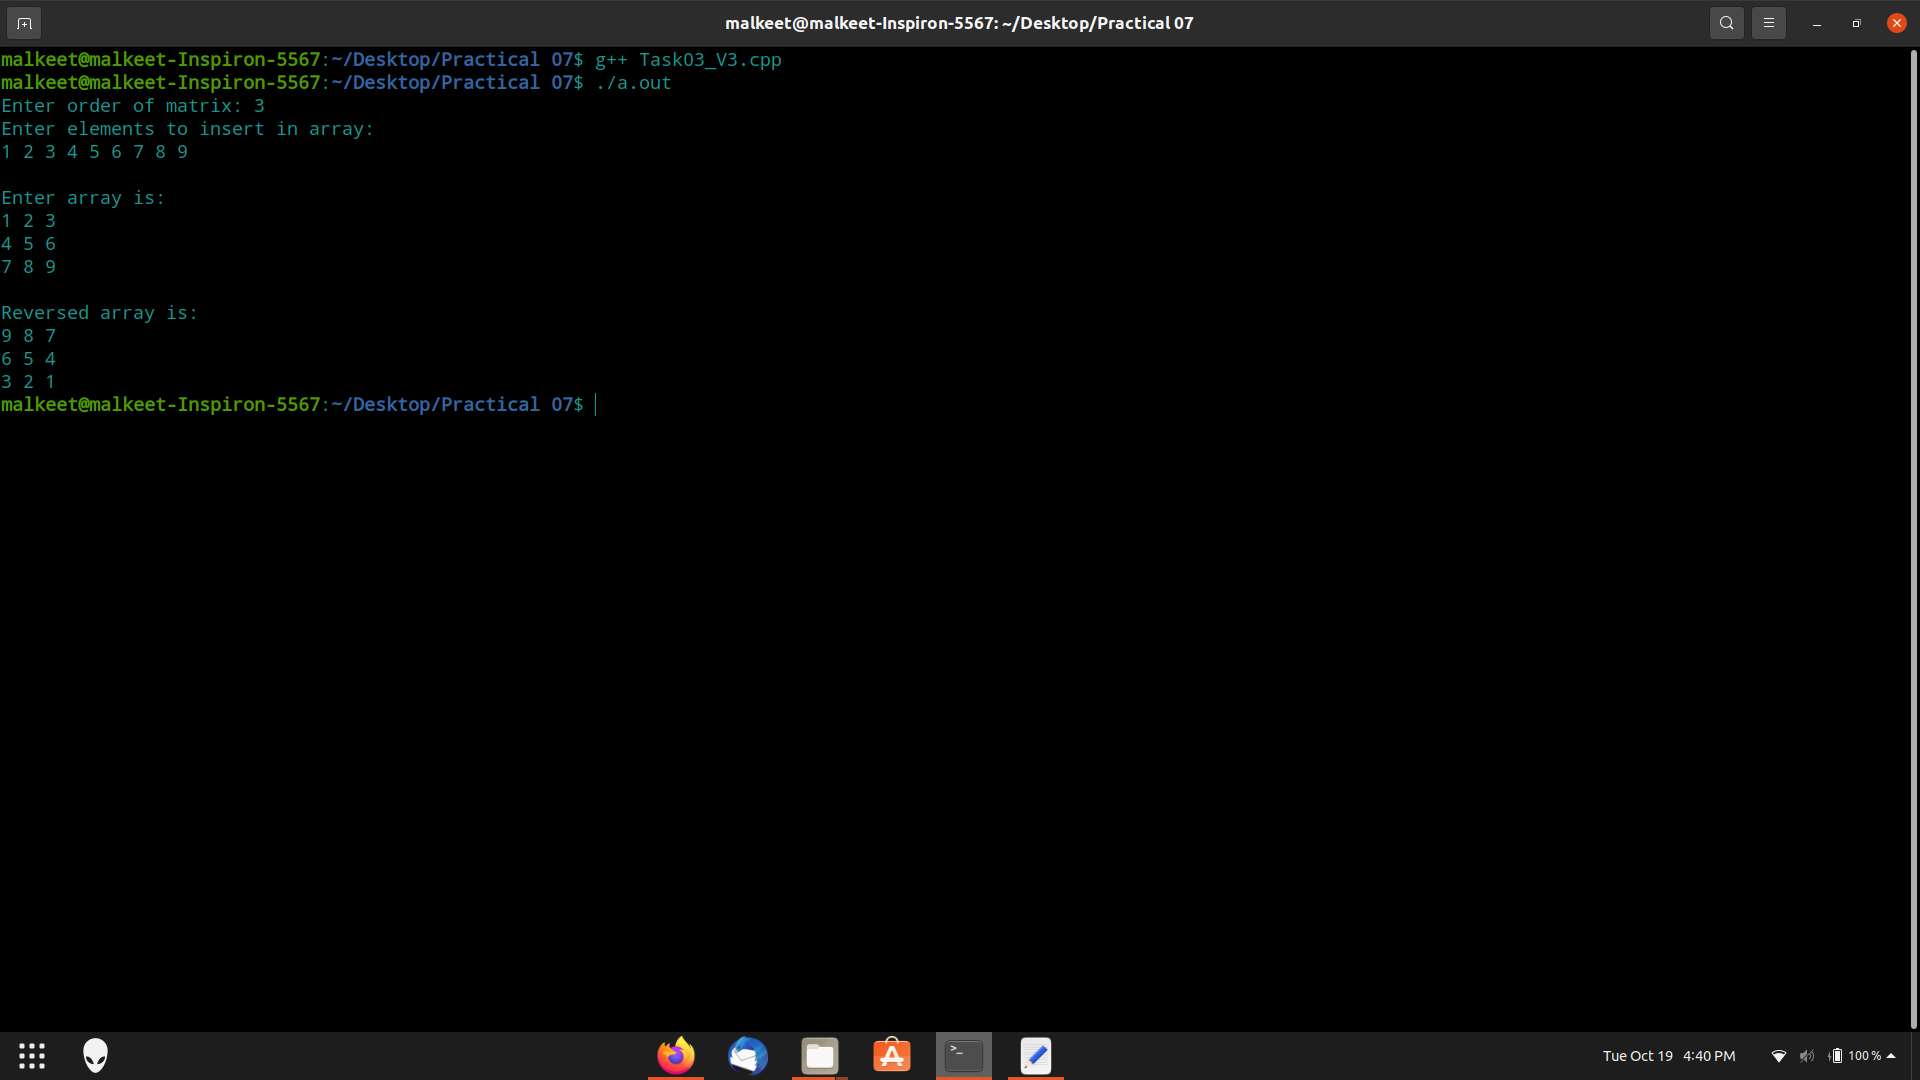 malkeet@malkeet-Inspiron-5567: ~/Desktop/Practical 07
malkeet@malkeet-Inspiron-5567:~/Desktop/Practical 07$ g++ Task03_V3.cpp
malkeet@malkeet-Inspiron-5567:~/Desktop/Practical 07$ ./a.out
Enter order of matrix: 3
Enter elements to insert in array:
1 2 3 4 5 6 7 8 9
Enter array is:
1 2 3
4 5 6
7 8 9
Reversed array is:
9 8 7
6 5 4
3 2 1
malkeet@malkeet-Inspiron-5567:~/Desktop/Practical 07$
Tue Oct 19 4:40 PM 100%